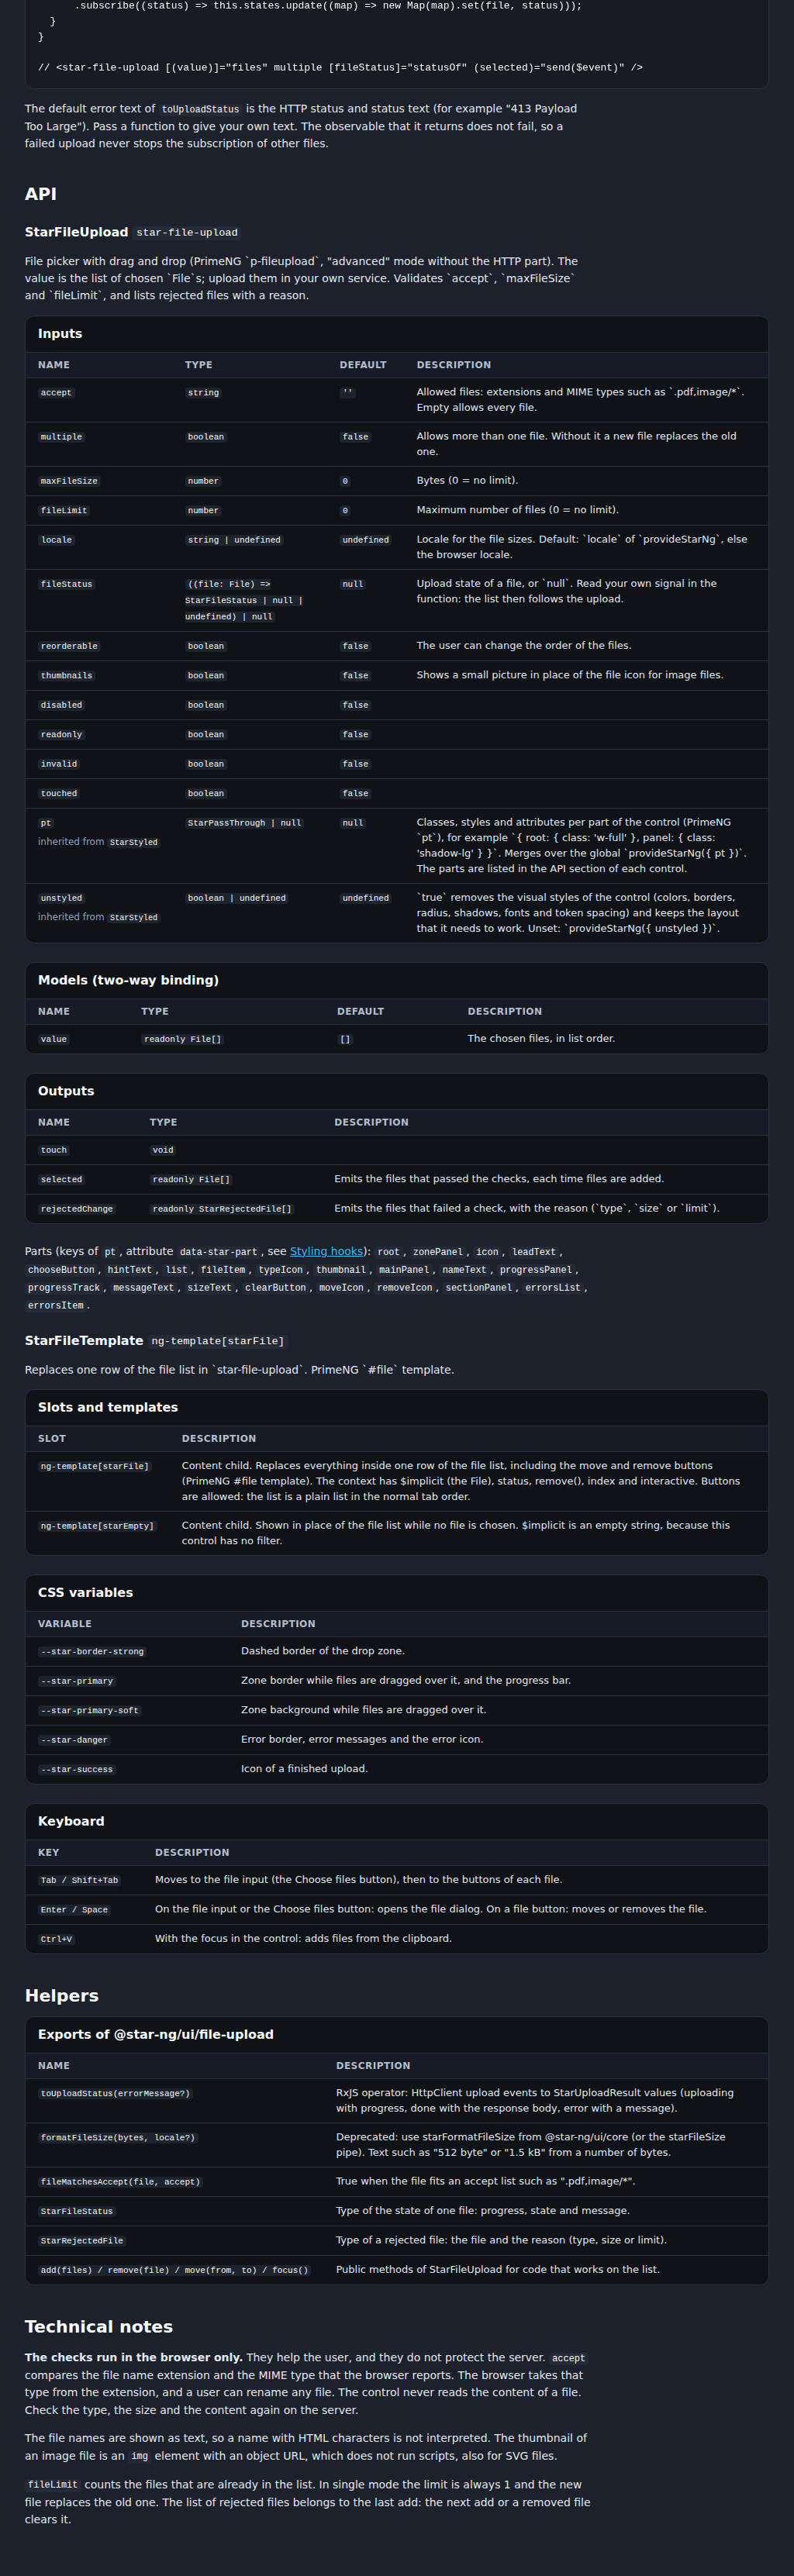 .subscribe((status) => this.states.update((map) => new Map(map).set(file, status)));
}
}
// <star-file-upload [(value)]="files" multiple [fileStatus]="statusOf" (selected)="send($event)" />
The default error text of toUploadStatus is the HTTP status and status text (for example "413 Payload
Too Large"). Pass a function to give your own text. The observable that it returns does not fail, so a
failed upload never stops the subscription of other files.
API
StarFileUpload star-file-upload
File picker with drag and drop (PrimeNG `p-fileupload`, "advanced" mode without the HTTP part). The
value is the list of chosen `File`s; upload them in your own service. Validates `accept`, `maxFileSize`
and `fileLimit`, and lists rejected files with a reason.
Inputs
NAME TYPE DEFAULT DESCRIPTION
accept string '' Allowed files: extensions and MIME types such as `.pdf,image/*`.
Empty allows every file.
multiple boolean false Allows more than one file. Without it a new file replaces the old
one.
maxFileSize number 0 Bytes (0 = no limit).
fileLimit number 0 Maximum number of files (0 = no limit).
locale string | undefined undefined Locale for the file sizes. Default: `locale` of `provideStarNg`, else
the browser locale.
fileStatus ((file: File) => null Upload state of a file, or `null`. Read your own signal in the
StarFileStatus | null | function: the list then follows the upload.
undefined) | null
reorderable boolean false The user can change the order of the files.
thumbnails boolean false Shows a small picture in place of the file icon for image files.
disabled boolean false
readonly boolean false
invalid boolean false
touched boolean false
pt StarPassThrough | null null Classes, styles and attributes per part of the control (PrimeNG
inherited from StarStyled `pt`), for example `{ root: { class: 'w-full' }, panel: { class:
'shadow-lg' } }`. Merges over the global `provideStarNg({ pt })`.
The parts are listed in the API section of each control.
unstyled boolean | undefined undefined `true` removes the visual styles of the control (colors, borders,
inherited from StarStyled radius, shadows, fonts and token spacing) and keeps the layout
that it needs to work. Unset: `provideStarNg({ unstyled })`.
Models (two-way binding)
NAME TYPE DEFAULT DESCRIPTION
value readonly File[] [] The chosen files, in list order.
Outputs
NAME TYPE DESCRIPTION
touch void
selected readonly File[] Emits the files that passed the checks, each time files are added.
rejectedChange readonly StarRejectedFile[] Emits the files that failed a check, with the reason (`type`, `size` or `limit`).
Parts (keys of pt, attribute data-star-part, see Styling hooks): root, zonePanel, icon, leadText,
chooseButton, hintText, list, fileItem, typeIcon, thumbnail, mainPanel, nameText, progressPanel,
progressTrack, messageText, sizeText, clearButton, moveIcon, removeIcon, sectionPanel, errorsList,
errorsItem.
StarFileTemplate ng-template[starFile]
Replaces one row of the file list in `star-file-upload`. PrimeNG `#file` template.
Slots and templates
SLOT DESCRIPTION
ng-template[starFile] Content child. Replaces everything inside one row of the file list, including the move and remove buttons
(PrimeNG #file template). The context has $implicit (the File), status, remove(), index and interactive. Buttons
are allowed: the list is a plain list in the normal tab order.
ng-template[starEmpty] Content child. Shown in place of the file list while no file is chosen. $implicit is an empty string, because this
control has no filter.
CSS variables
VARIABLE DESCRIPTION
--star-border-strong Dashed border of the drop zone.
--star-primary Zone border while files are dragged over it, and the progress bar.
--star-primary-soft Zone background while files are dragged over it.
--star-danger Error border, error messages and the error icon.
--star-success Icon of a finished upload.
Keyboard
KEY DESCRIPTION
Tab / Shift+Tab Moves to the file input (the Choose files button), then to the buttons of each file.
Enter / Space On the file input or the Choose files button: opens the file dialog. On a file button: moves or removes the file.
Ctrl+V With the focus in the control: adds files from the clipboard.
Helpers
Exports of @star-ng/ui/file-upload
NAME DESCRIPTION
toUploadStatus(errorMessage?) RxJS operator: HttpClient upload events to StarUploadResult values (uploading
with progress, done with the response body, error with a message).
formatFileSize(bytes, locale?) Deprecated: use starFormatFileSize from @star-ng/ui/core (or the starFileSize
pipe). Text such as "512 byte" or "1.5 kB" from a number of bytes.
fileMatchesAccept(file, accept) True when the file fits an accept list such as ".pdf,image/*".
StarFileStatus Type of the state of one file: progress, state and message.
StarRejectedFile Type of a rejected file: the file and the reason (type, size or limit).
add(files) / remove(file) / move(from, to) / focus() Public methods of StarFileUpload for code that works on the list.
Technical notes
The checks run in the browser only. They help the user, and they do not protect the server. accept
compares the file name extension and the MIME type that the browser reports. The browser takes that
type from the extension, and a user can rename any file. The control never reads the content of a file.
Check the type, the size and the content again on the server.
The file names are shown as text, so a name with HTML characters is not interpreted. The thumbnail of
an image file is an img element with an object URL, which does not run scripts, also for SVG files.
fileLimit counts the files that are already in the list. In single mode the limit is always 1 and the new
file replaces the old one. The list of rejected files belongs to the last add: the next add or a removed file
clears it.